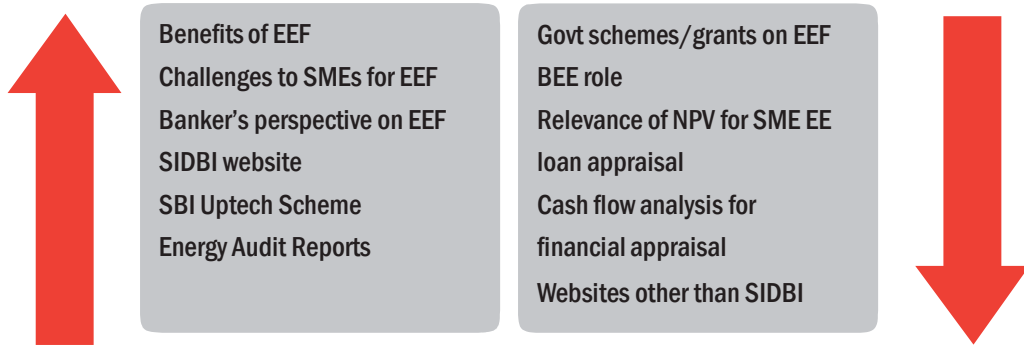 Benefits of EEF
Challenges to SMEs for EEF
Banker's perspective on EEF
SIDBI website
SBI Uptech Scheme
Energy Audit Reports
Govt schemes/grants on EEF
BEE role
Relevance of NPV for SME EE
loan appraisal
Cash flow analysis for
financial appraisal
Websites other than SIDBI